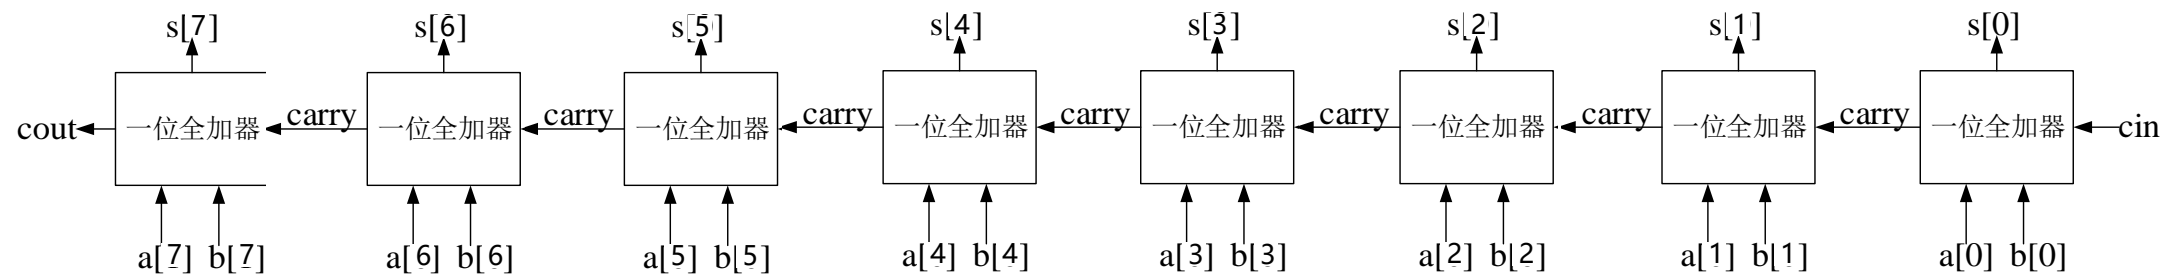 s[7] s[6] s[5] s[4] s[3] s[2] s[1] s[0]
cout 一位全加器 carry 一位全加器 carry 一位全加器 carry 一位全加器 carry 一位全加器 carry 一位全加器 carry 一位全加器 carry 一位全加器 cin
a[7] b[7] a[6] b[6] a[5] b[5] a[4] b[4] a[3] b[3] a[2] b[2] a[1] b[1] a[0] b[0]